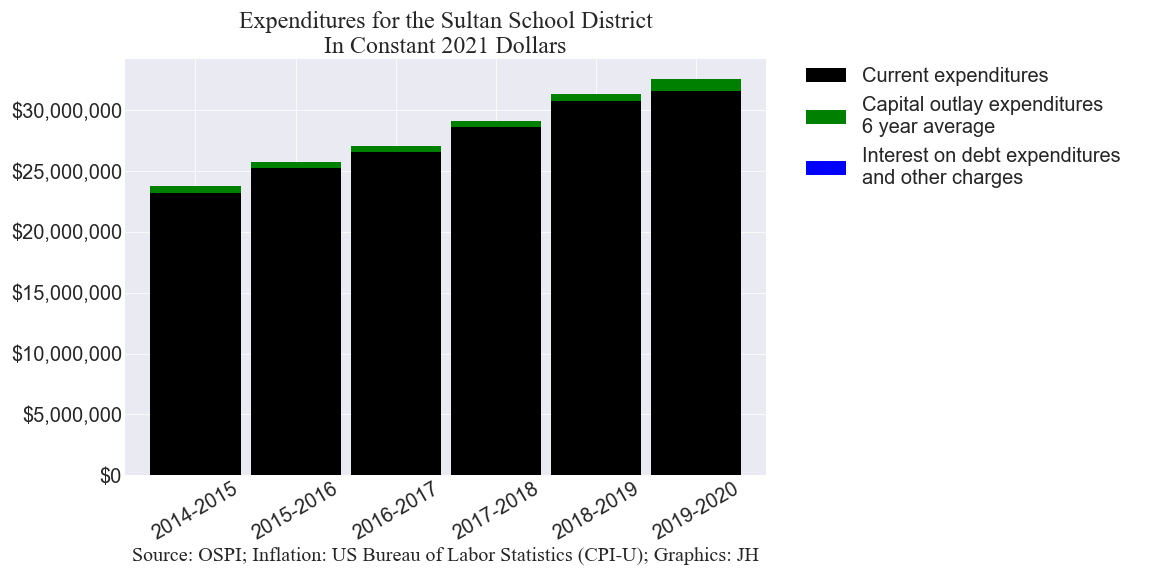 Expenditures for the Sultan School District
In Constant 2021 Dollars
$30,000,000
$25,000,000
$20,000,000
$15,000,000
$10,000,000
$5,000,000
$0
2014-2015
2015-2016
2016-2017
2017-2018
2018-2019
2019-2020
Current expenditures
Capital outlay expenditures
6 year average
Interest on debt expenditures
and other charges
Source: OSPI; Inflation: US Bureau of Labor Statistics (CPI-U); Graphics: JH